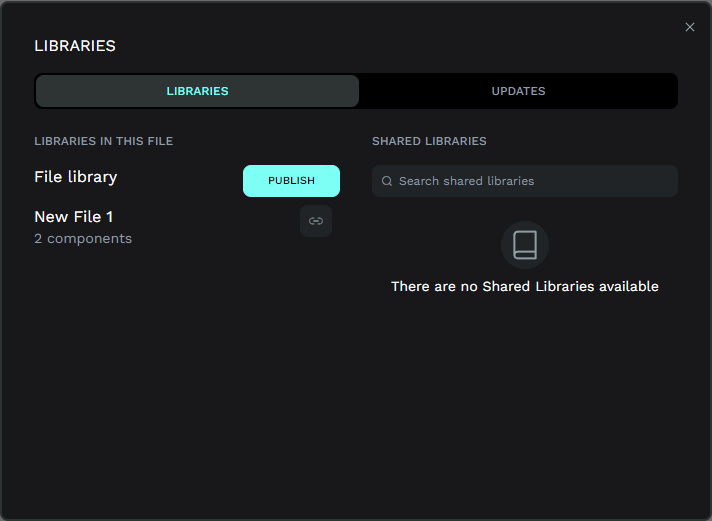 LIBRARIES
LIBRARIES
UPDATES
LIBRARIES IN THIS FILE
File library
PUBLISH
New File 1
2 components
SHARED LIBRARIES
Search shared libraries
There are no Shared Libraries available